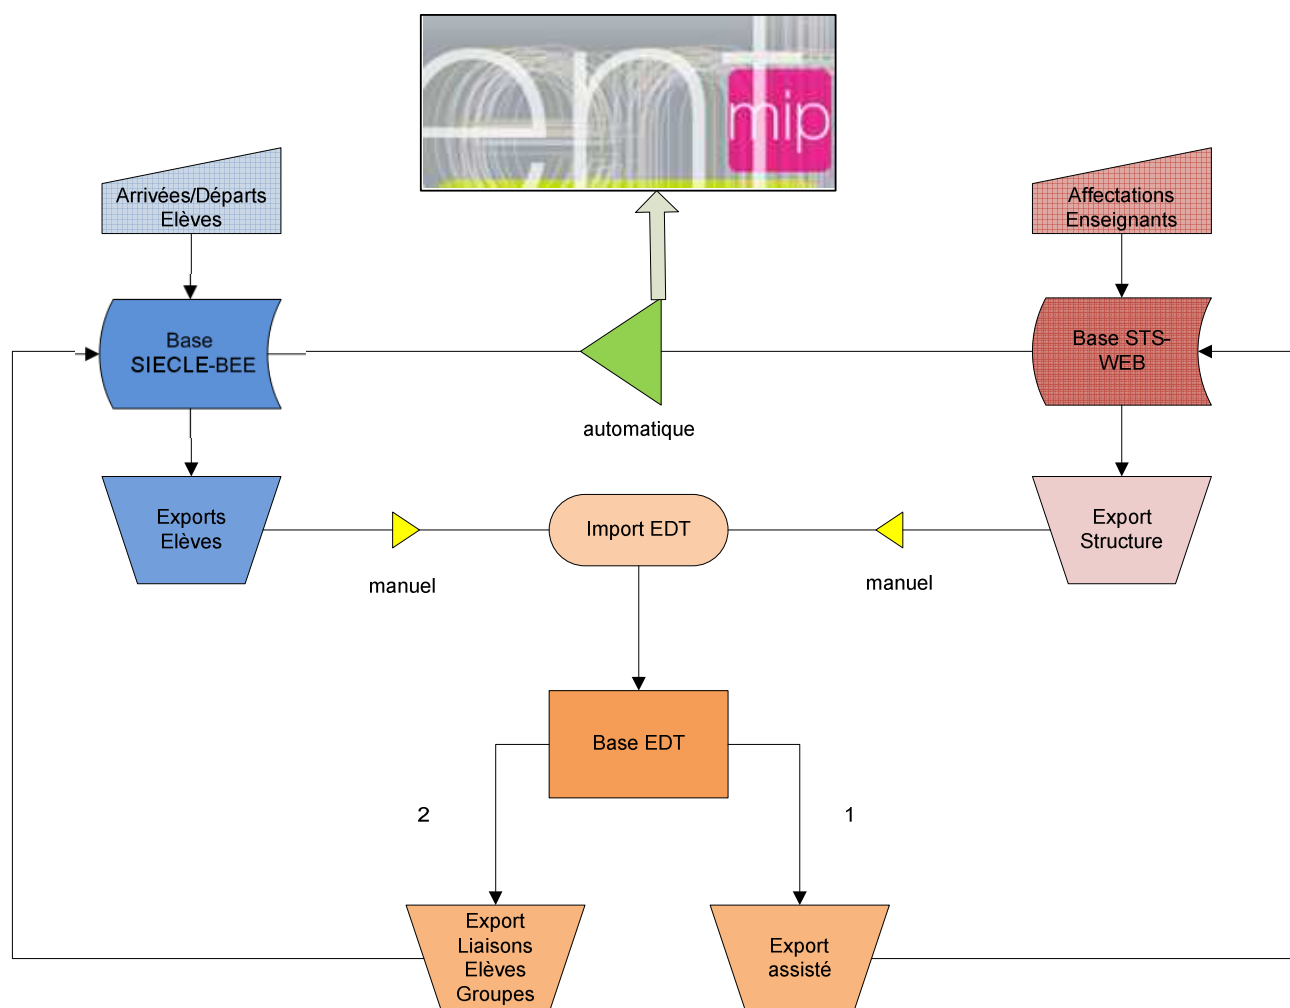 ent
mip
Arrivées/Départs
Elèves
Affectations
Enseignants
Base
SIECLE-BEE
Base STS-
WEB
automatique
Exports
Elèves
Import EDT
Export
Structure
manuel
manuel
Base EDT
2
1
Export
Liaisons
Elèves
Groupes
Export
assisté